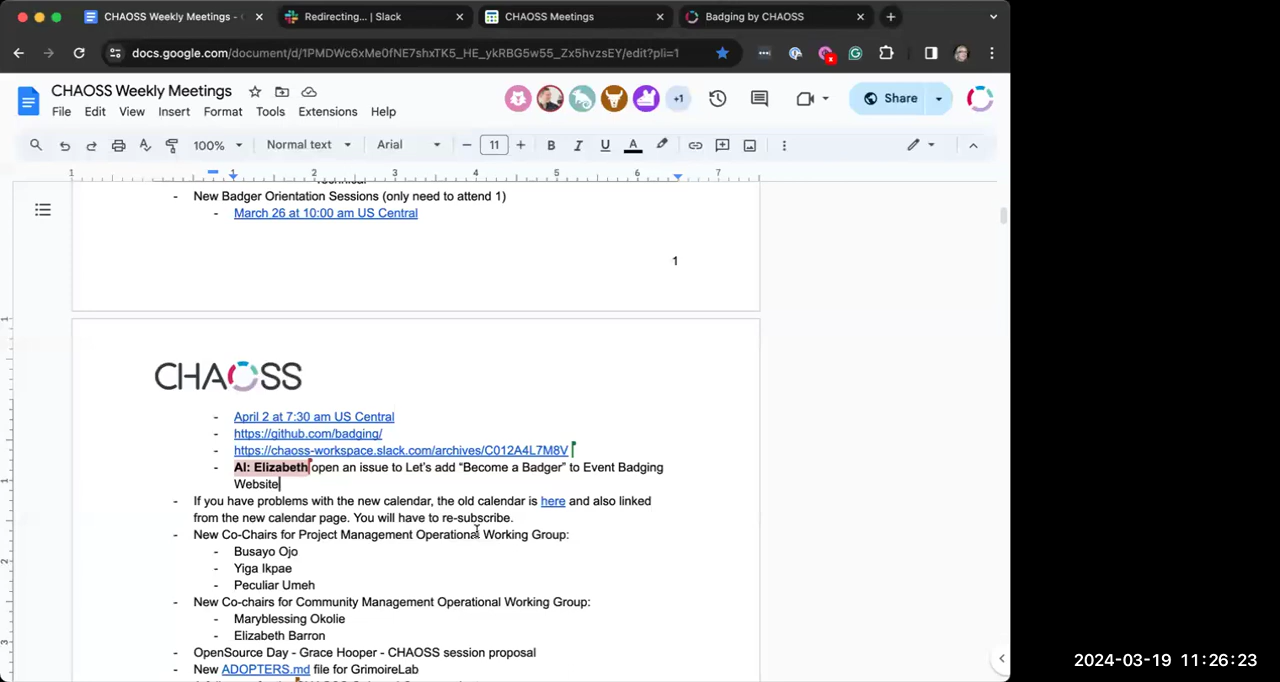 CHAOSS Weekly Meetings -
Redirecting... | Slack
CHAOSS Meetings
Badging by CHAOSS
docs.google.com/document/d/1PMDWc6xMe0fNE7shxTK5_HE_ykRBG5w55_Zx5hvzsEY/edit?pli=1
CHAOSS Weekly Meetings
File Edit View Insert Format Tools Extensions Help
+1
Share
100% Normal text Arial 11 B I U A
1 1 2 3 4 5 6 7
- New Badger Orientation Sessions (only need to attend 1)
- March 26 at 10:00 am US Central
1
CHAOSS
- April 2 at 7:30 am US Central
- https://github.com/badging/
- https://chaoss-workspace.slack.com/archives/C012A4L7M8V
- AI: Elizabeth open an issue to Let's add “Become a Badger” to Event Badging
Website
- If you have problems with the new calendar, the old calendar is here and also linked
from the new calendar page. You will have to re-subscribe.
- New Co-Chairs for Project Management Operational Working Group:
- Busayo Ojo
- Yiga Ikpae
- Peculiar Umeh
- New Co-chairs for Community Management Operational Working Group:
- Maryblessing Okolie
- Elizabeth Barron
- OpenSource Day - Grace Hooper - CHAOSS session proposal
- New ADOPTERS.md file for GrimoireLab
2024-03-19 11:26:23